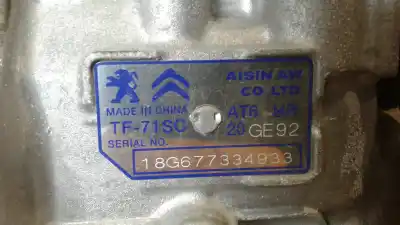 AISIN AW
CO LTD
MADE IN CHINA
TF-71SC
20 GE92
SERIAL NO.
18G677334933